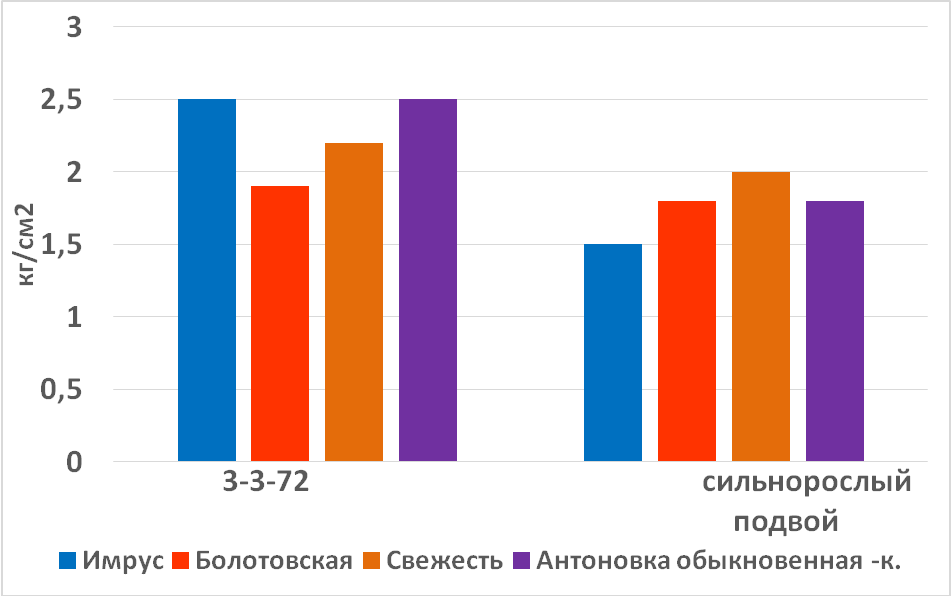 3
2,5
2
1,5
1
0,5
0
кг/см2
3-3-72
сильнорослый
подвой
Имрус Болотовская Свежесть Антоновка обыкновенная -к.